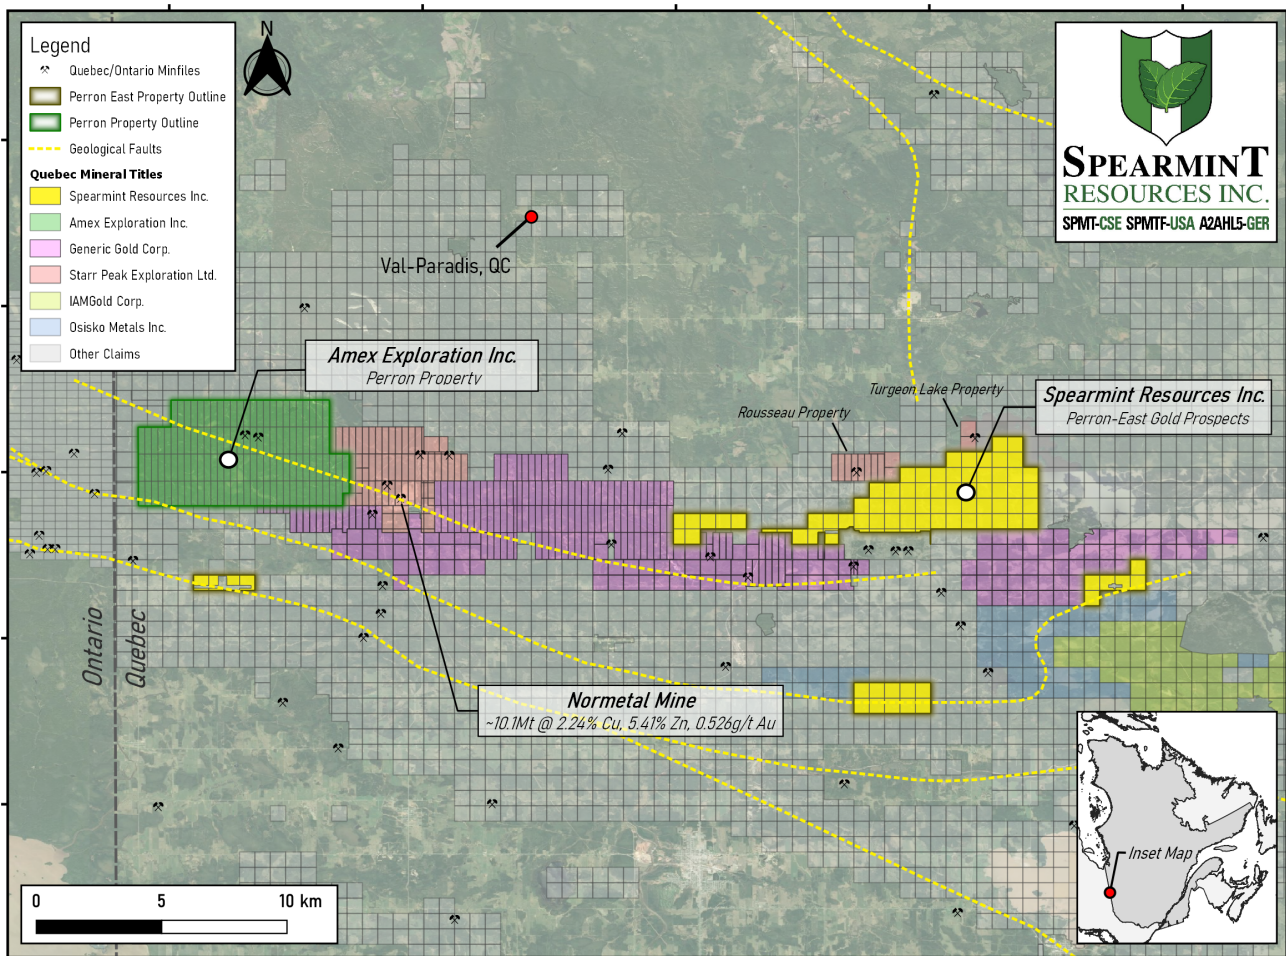 Legend
Quebec/Ontario Minfiles
Perron East Property Outline
Perron Property Outline
Geological Faults
Quebec Mineral Titles
Spearmint Resources Inc.
Amex Exploration Inc.
Generic Gold Corp.
Starr Peak Exploration Ltd.
IAMGold Corp.
Osisko Metals Inc.
Other Claims
N
SPEARMINT
RESOURCES INC.
SPMT-CSE SPMTF-USA A2AHL5-GER
Val-Paradis, QC
Amex Exploration Inc.
Perron Property
Turgeon Lake Property
Rousseau Property
Spearmint Resources Inc.
Perron-East Gold Prospects
Ontario
Quebec
Normetal Mine
~10.1Mt @ 2.24% Cu, 5.41% Zn, 0.526g/t Au
Inset Map
0 5 10 km